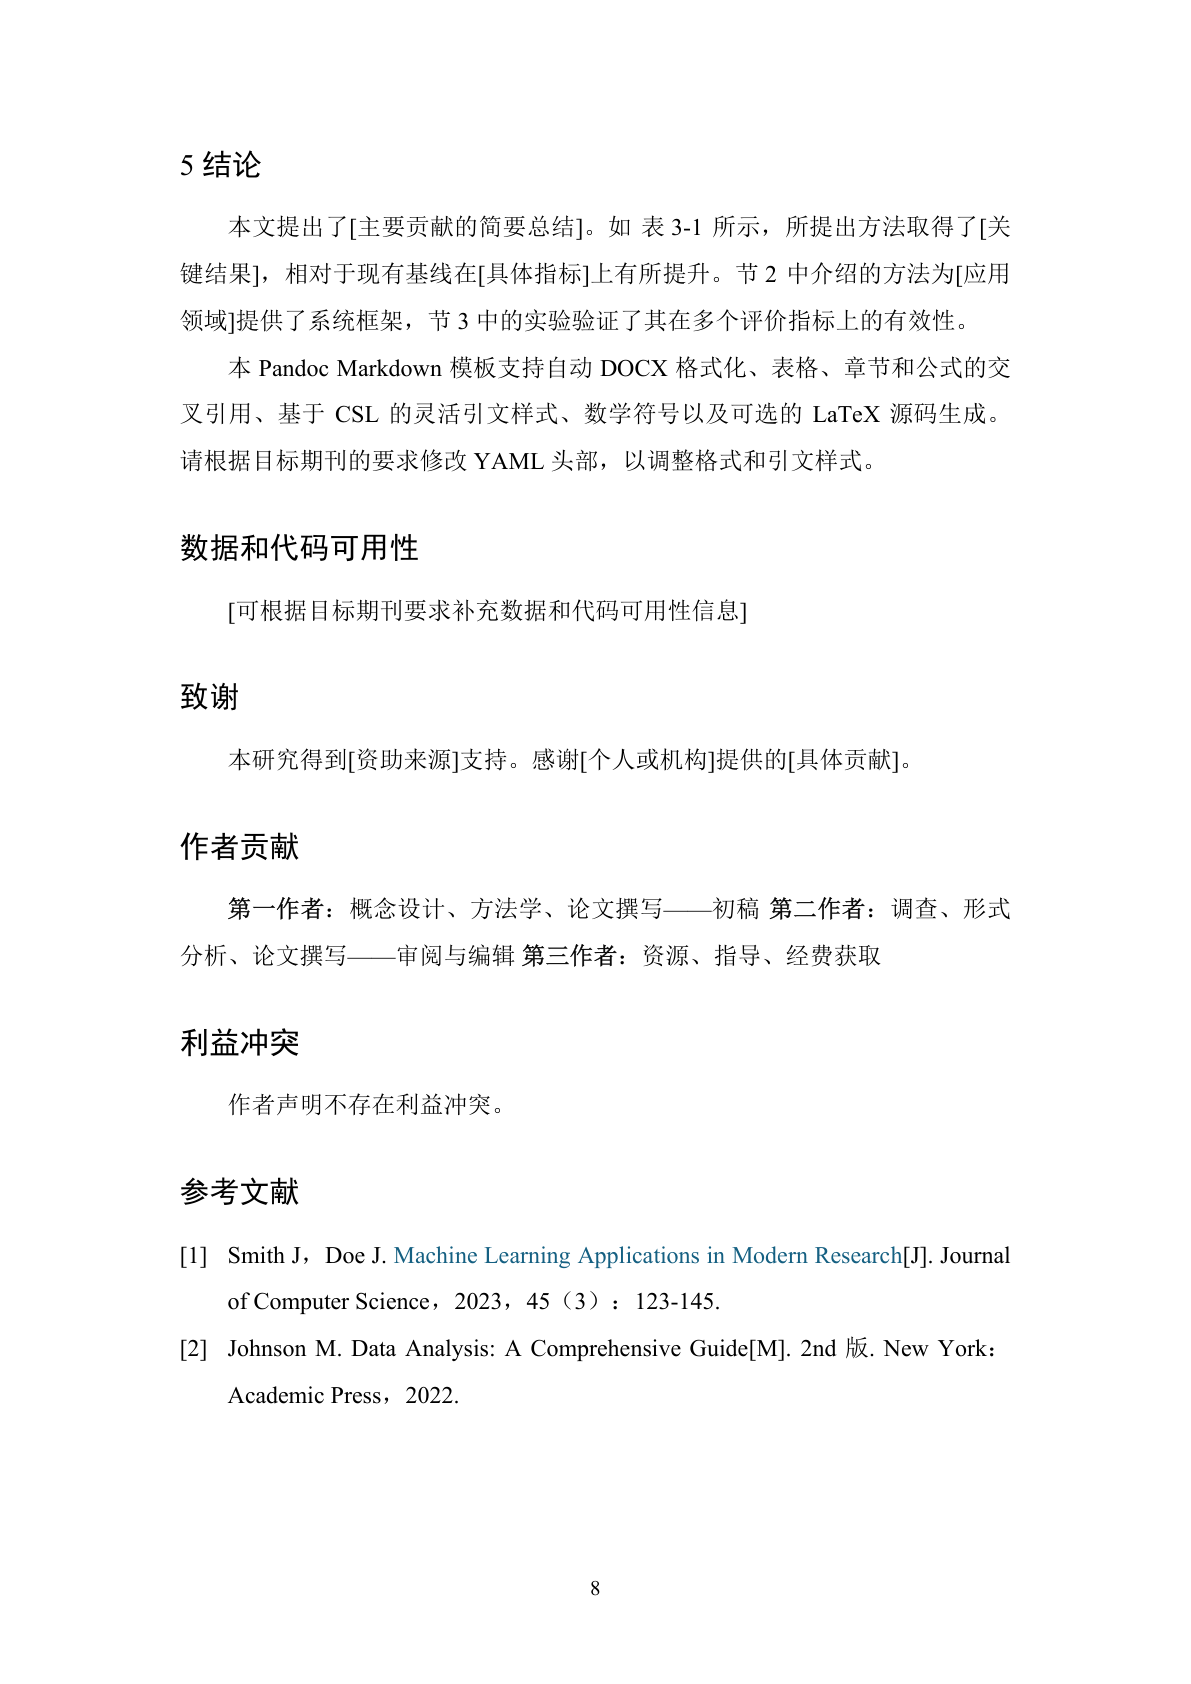 5 结论
本文提出了[主要贡献的简要总结]。如 表 3-1 所示，所提出方法取得了[关
键结果]，相对于现有基线在[具体指标]上有所提升。节 2 中介绍的方法为[应用
领域]提供了系统框架，节 3 中的实验验证了其在多个评价指标上的有效性。
本 Pandoc Markdown 模板支持自动 DOCX 格式化、表格、章节和公式的交
叉引用、基于 CSL 的灵活引文样式、数学符号以及可选的 LaTeX 源码生成。
请根据目标期刊的要求修改 YAML 头部，以调整格式和引文样式。
数据和代码可用性
[可根据目标期刊要求补充数据和代码可用性信息]
致谢
本研究得到[资助来源]支持。感谢[个人或机构]提供的[具体贡献]。
作者贡献
第一作者：概念设计、方法学、论文撰写——初稿 第二作者：调查、形式
分析、论文撰写——审阅与编辑 第三作者：资源、指导、经费获取
利益冲突
作者声明不存在利益冲突。
参考文献
[1] Smith J，Doe J. Machine Learning Applications in Modern Research[J]. Journal
of Computer Science，2023，45（3）：123-145.
[2] Johnson M. Data Analysis: A Comprehensive Guide[M]. 2nd 版. New York：
Academic Press，2022.
8